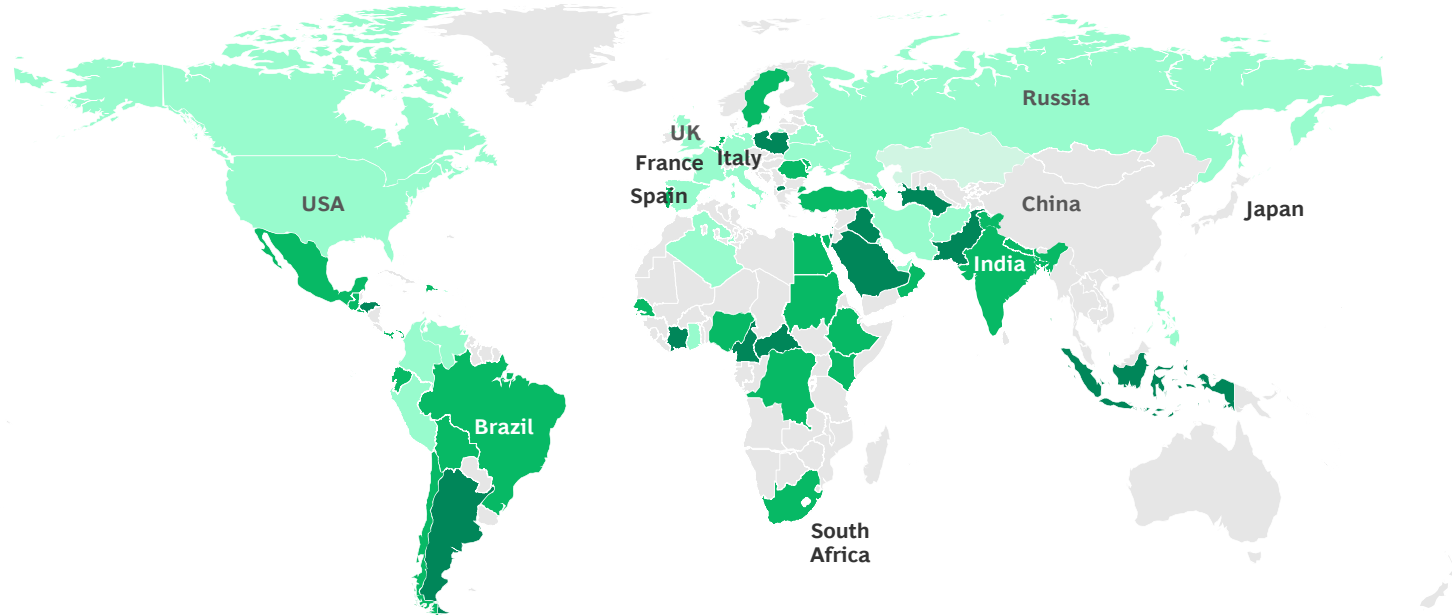 Russia
UK
France
Italy
Spain
USA
China
Japan
India
Brazil
South
Africa